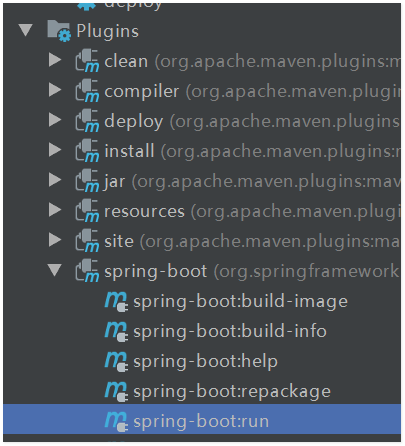 deploy
Plugins
clean (org.apache.maven.plugins:m
compiler (org.apache.maven.plugins
deploy (org.apache.maven.plugins
install (org.apache.maven.plugins:r
jar (org.apache.maven.plugins:mav
resources (org.apache.maven.plugi
site (org.apache.maven.plugins:ma
spring-boot (org.springframework
spring-boot:build-image
spring-boot:build-info
spring-boot:help
spring-boot:repackage
spring-boot:run